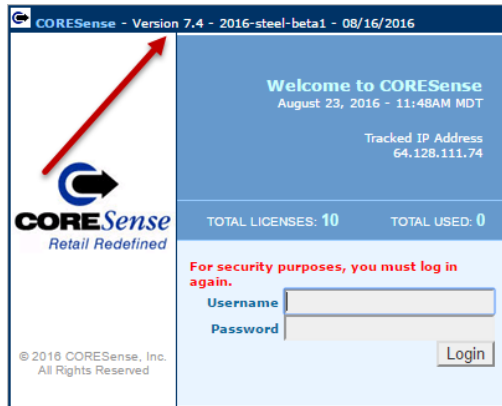 CORESense - Version 7.4 - 2016-steel-beta1 - 08/16/2016
Welcome to CORESense
August 23, 2016 - 11:48AM MDT
Tracked IP Address
64.128.111.74
CORESense
Retail Redefined
TOTAL LICENSES: 10 TOTAL USED: 0
For security purposes, you must log in
again.
Username
Password
Login
© 2016 CORESense, Inc.
All Rights Reserved